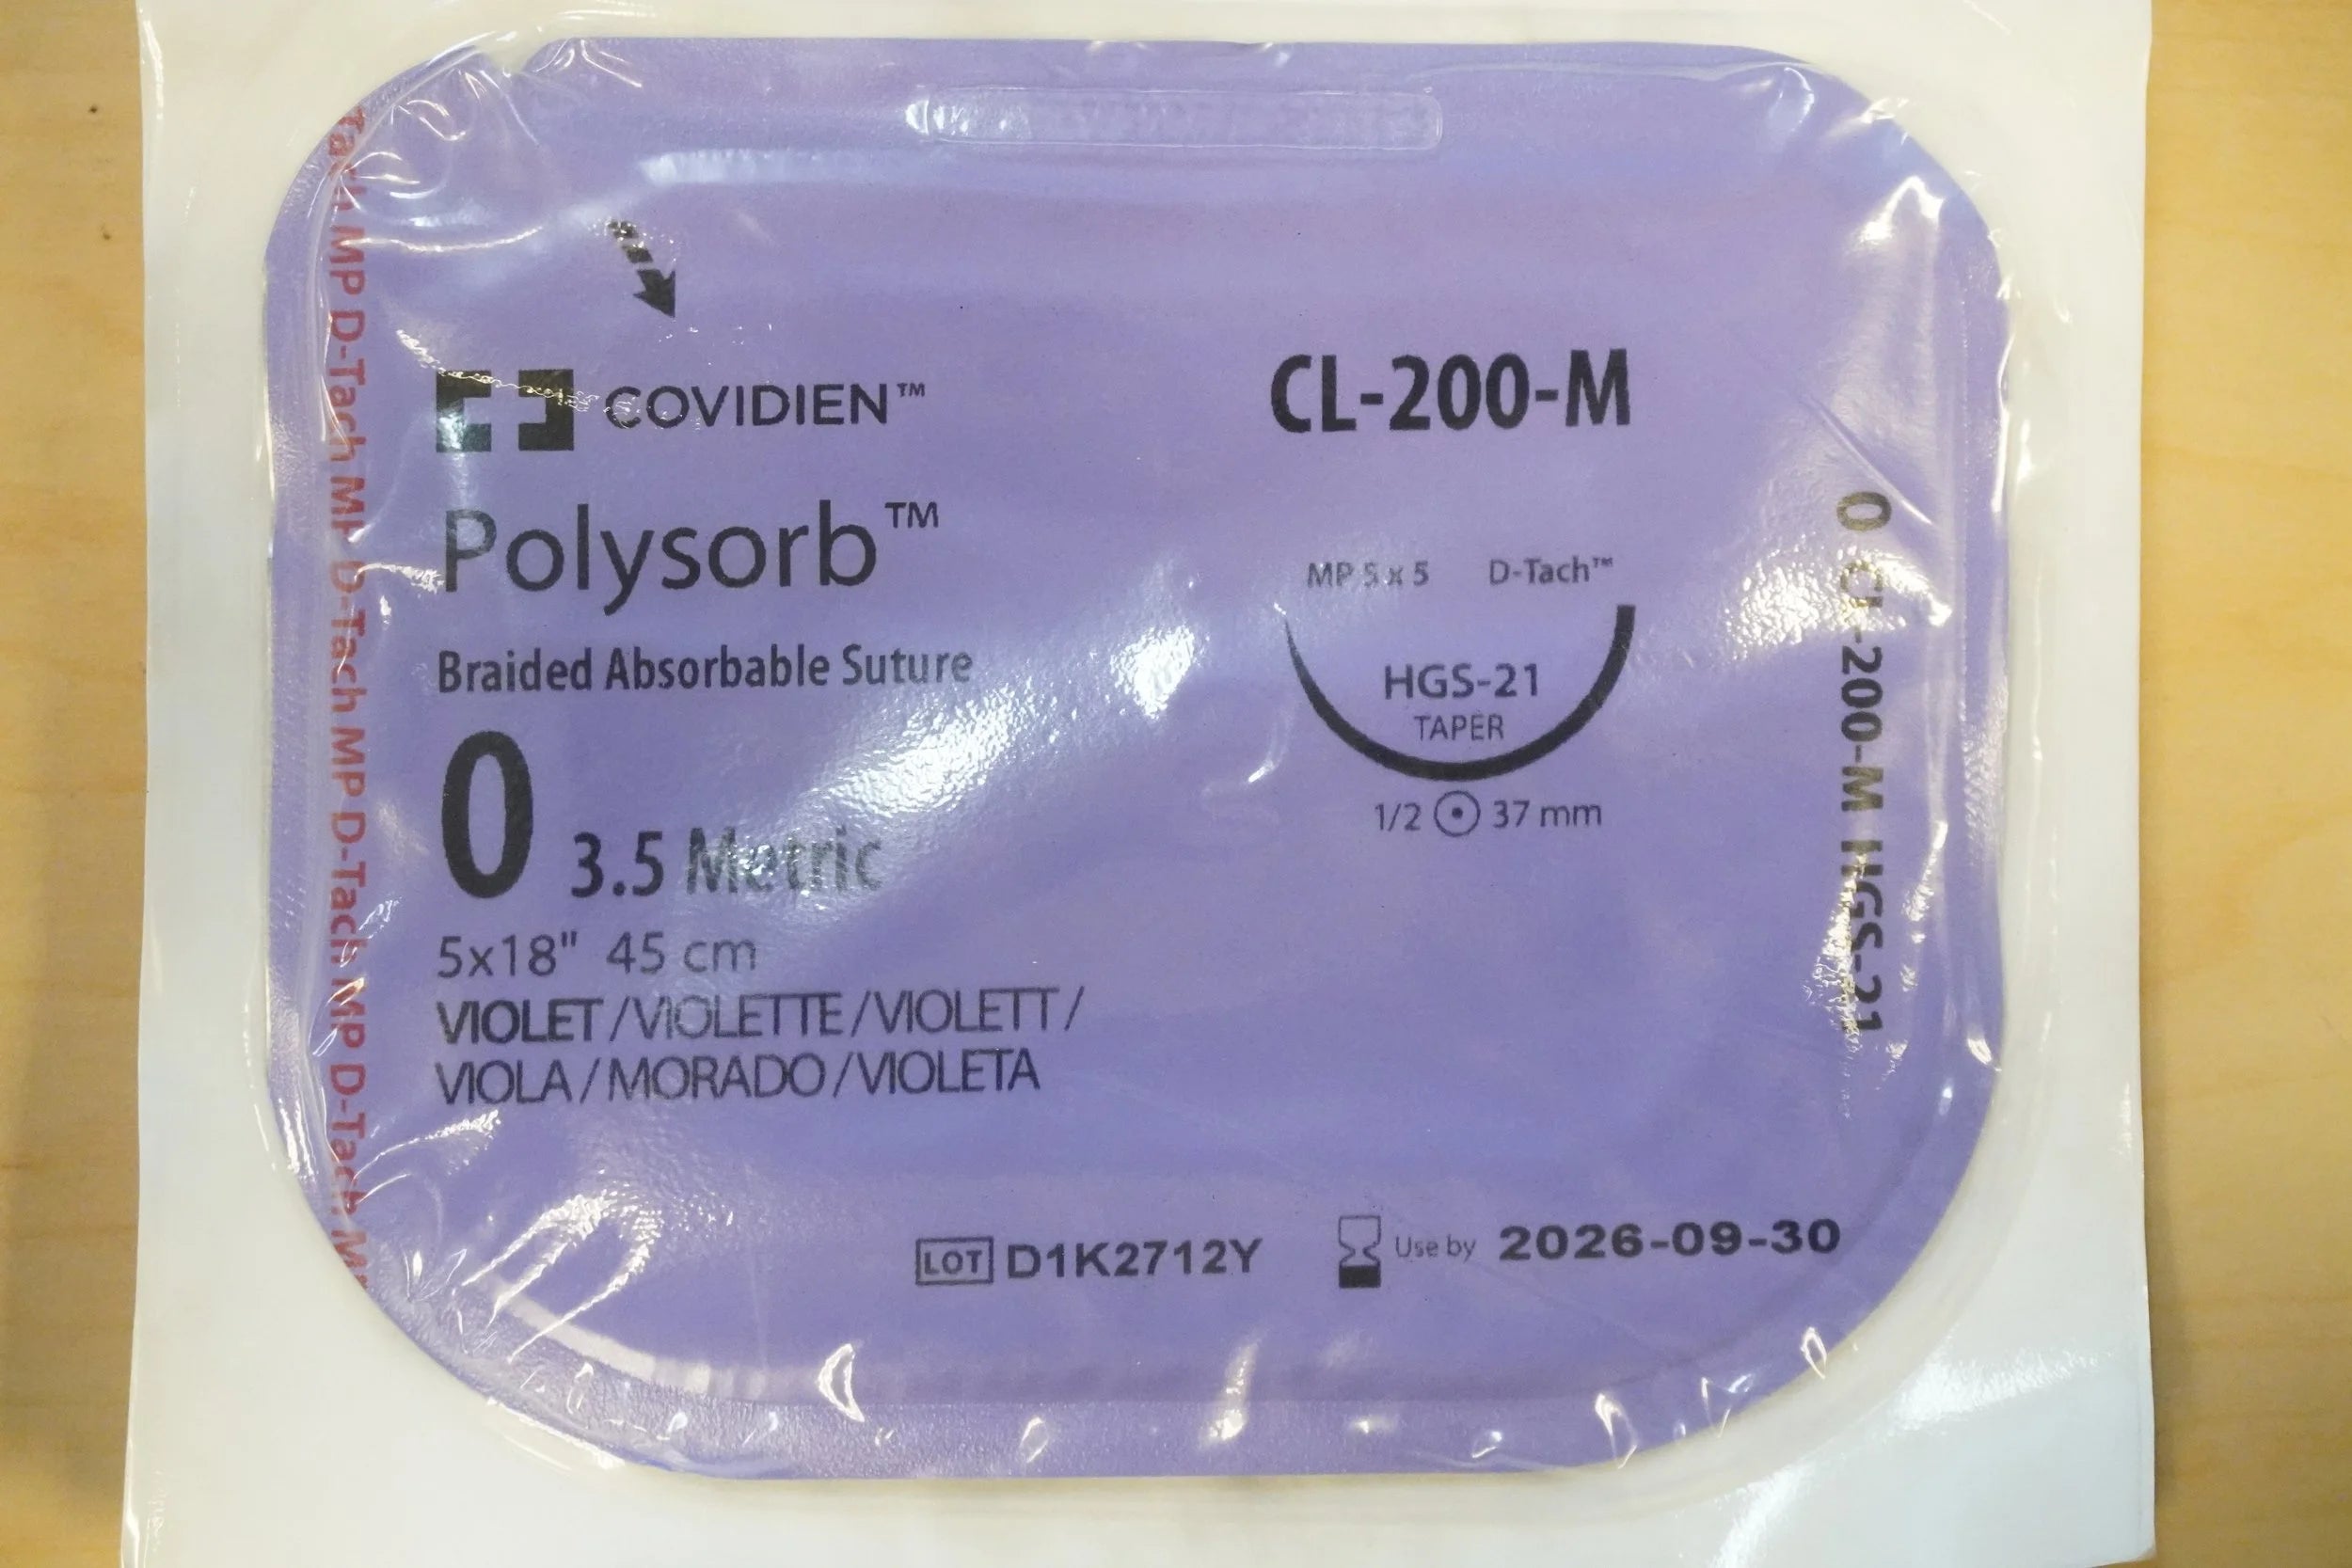 COVIDIEN™
Polysorb™
Braided Absorbable Suture
0 3.5 Metric
5x18" 45 cm
VIOLET / VIOLETTE / VIOLETT /
VIOLA / MORADO / VIOLETA
CL-200-M
MP 5 x 5 D-Tach™
HGS-21
TAPER
1/2 37 mm
LOT D1K2712Y
Use by 2026-09-30
0 CL-200-M HGS-21
Tach MP D-Tach MP D-Tach MP D-Tach MP D-Tach MP